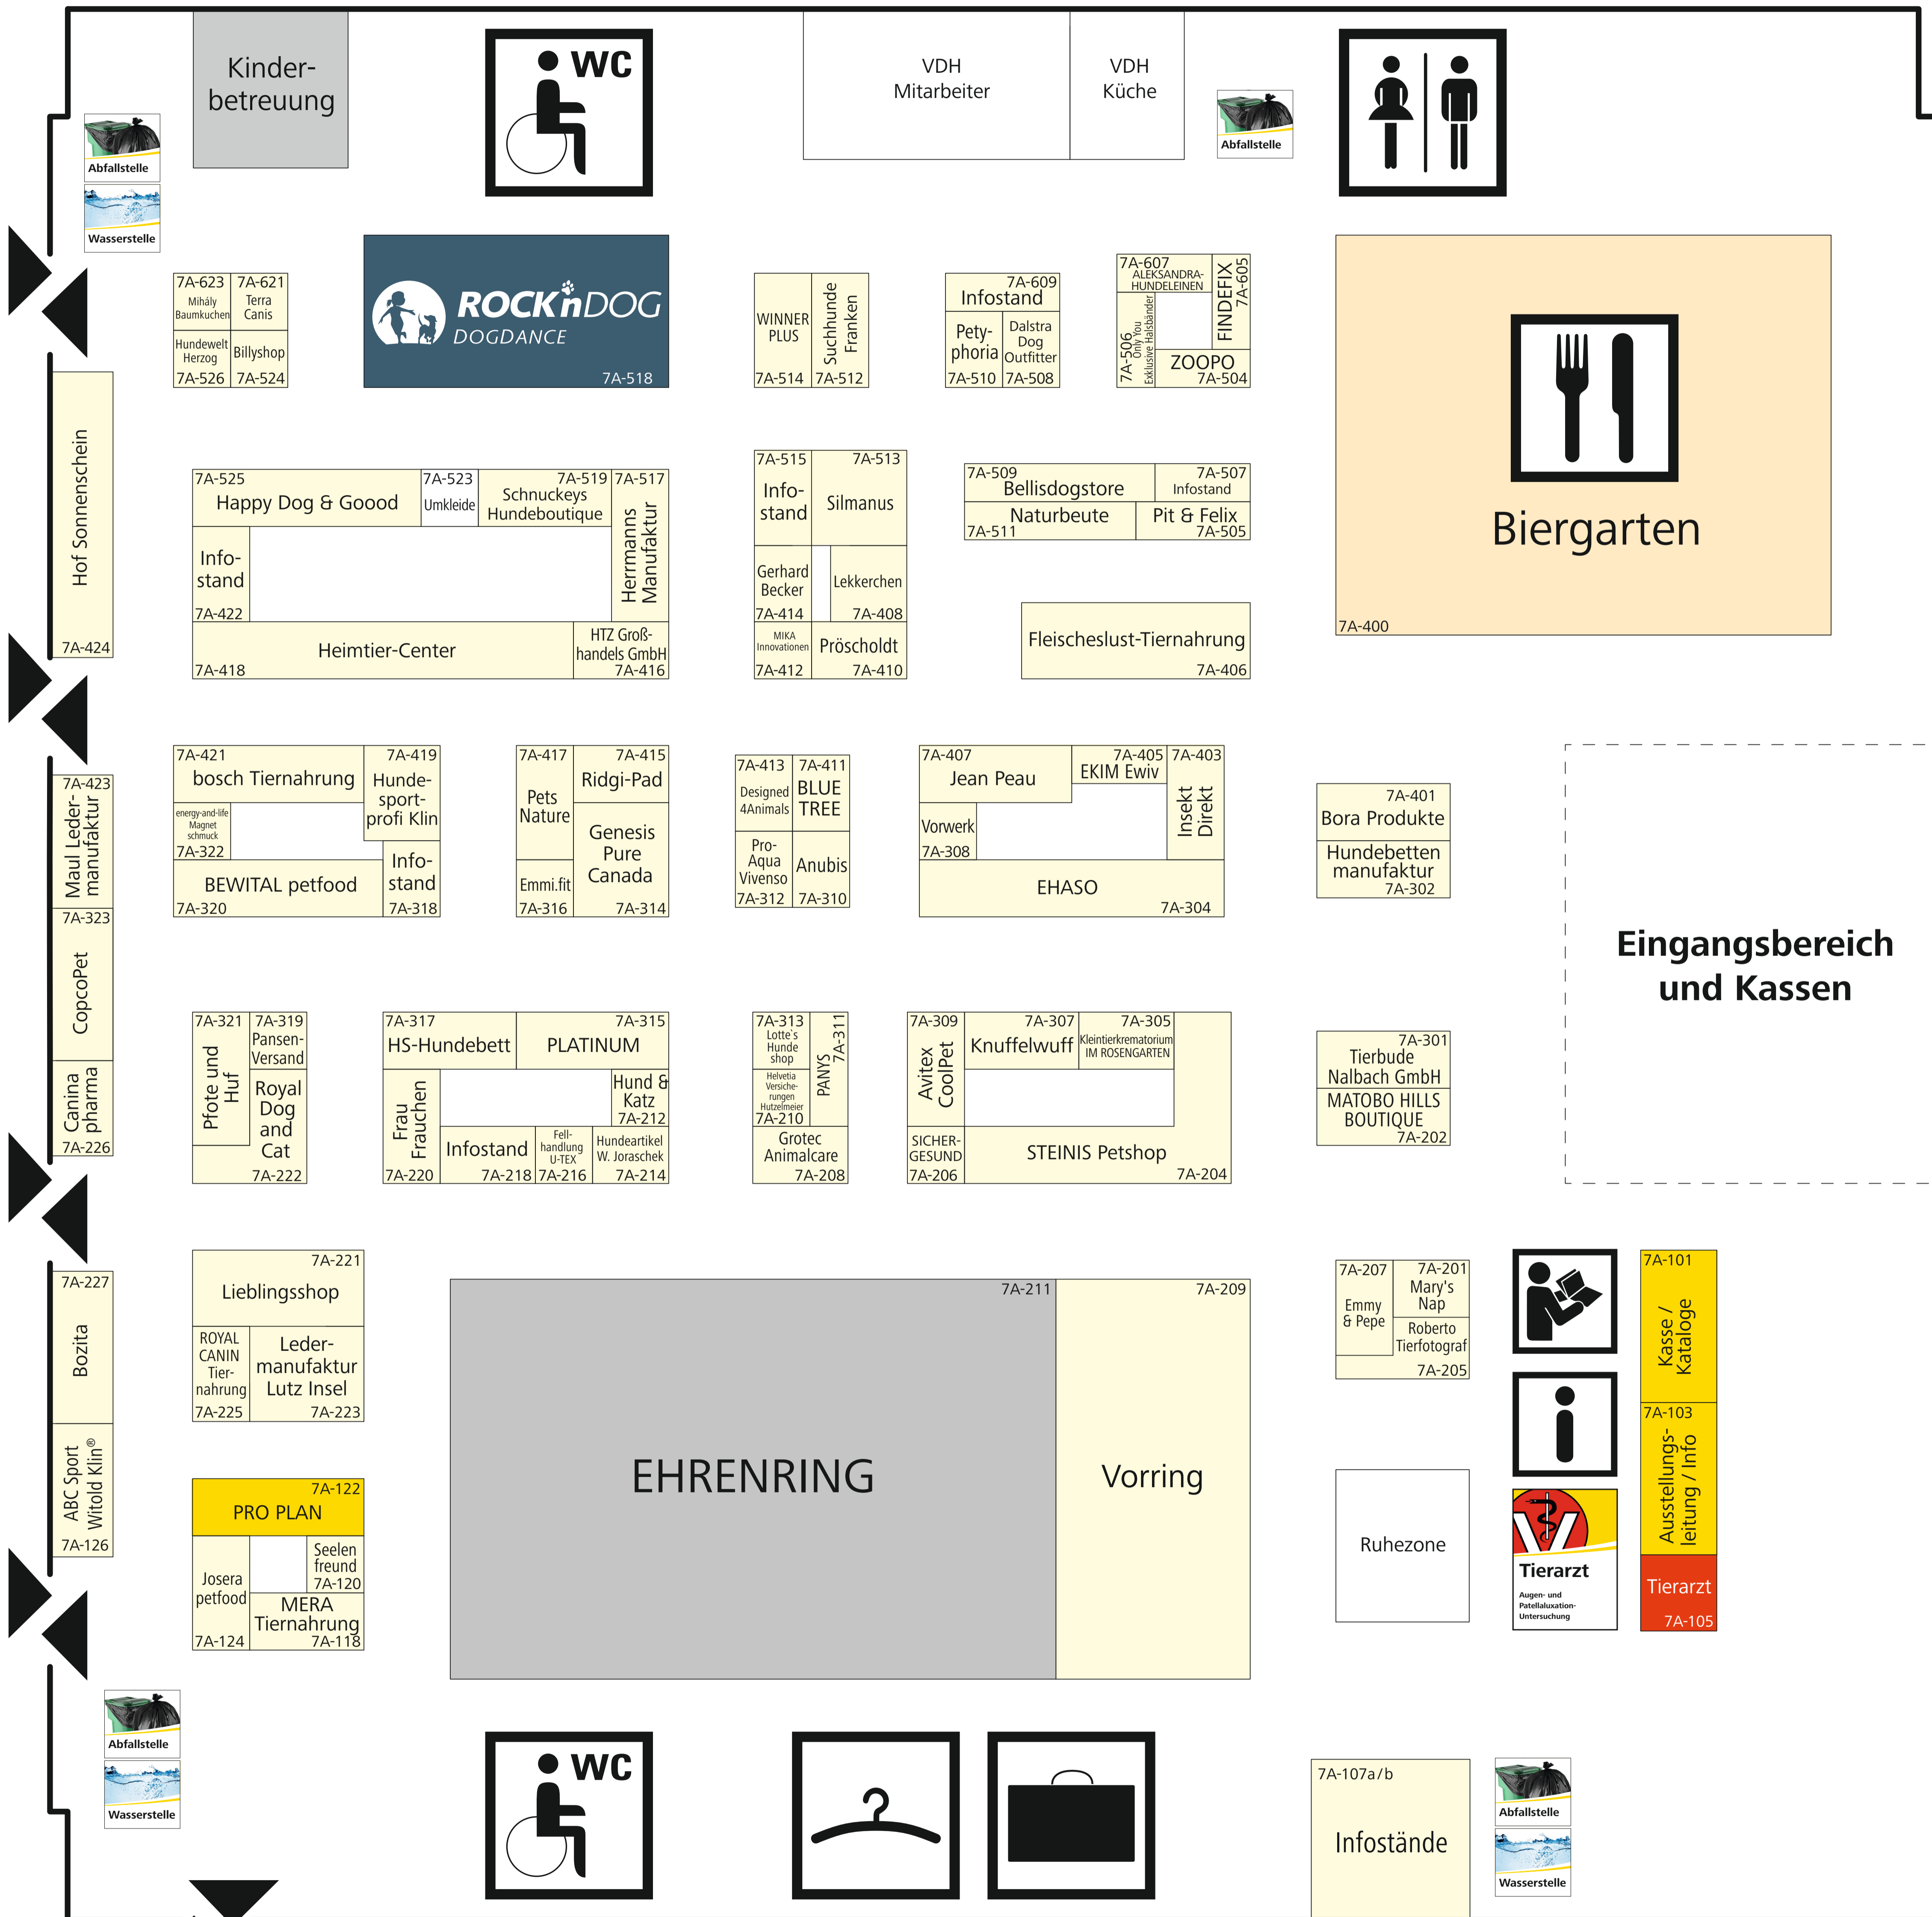 Kinder-
betreuung
WC
VDH
Mitarbeiter
VDH
Küche
Abfallstelle
Abfallstelle
Wasserstelle
7A-623
Mihály
Baumkuchen
7A-621
Terra
Canis
Hundewelt
Herzog
7A-526
Billyshop
7A-524
ROCK'n DOG
DOGDANCE
7A-518
WINNER
PLUS
7A-514
Suchhunde
Franken
7A-512
7A-609
Infostand
Pety-
phoria
7A-510
Dalstra
Dog
Outfitter
7A-508
7A-607
ALEKSANDRA-
HUNDELEINEN
FINDEFIX
7A-605
7A-506
Only You
Exklusive Halsbänder
ZOOPO
7A-504
Biergarten
7A-400
Hof Sonnenschein
7A-424
7A-525
Happy Dog & Goood
7A-523
Umkleide
7A-519
Schnuckeys
Hundeboutique
7A-517
Herrmanns
Manufaktur
Info-
stand
7A-422
Heimtier-Center
7A-418
HTZ Groß-
handels GmbH
7A-416
7A-515
Info-
stand
7A-513
Silmanus
Gerhard
Becker
7A-414
Lekkerchen
7A-408
MIKA
Innovationen
7A-412
Pröscholdt
7A-410
7A-509
Bellisdogstore
7A-507
Infostand
Naturbeute
7A-511
Pit & Felix
7A-505
Fleischeslust-Tiernahrung
7A-406
7A-423
Maul Leder-
manufaktur
7A-323
CopcoPet
Canina
pharma
7A-226
7A-421
bosch Tiernahrung
7A-419
Hunde-
sport-
profi Klin
energy-and-life
Magnet
schmuck
7A-322
BEWITAL petfood
7A-320
Info-
stand
7A-318
7A-417
Pets
Nature
7A-415
Ridgi-Pad
Emmi.fit
7A-316
Genesis
Pure
Canada
7A-314
7A-413
Designed
4Animals
7A-411
BLUE
TREE
Pro-
Aqua
Vivenso
7A-312
Anubis
7A-310
7A-407
Jean Peau
7A-405
EKIM Ewiv
7A-403
Insekt
Direkt
Vorwerk
7A-308
EHASO
7A-304
7A-401
Bora Produkte
Hundebetten
manufaktur
7A-302
Eingangsbereich
und Kassen
7A-321
Pfote und
Huf
7A-319
Pansen-
Versand
Royal
Dog
and
Cat
7A-222
7A-317
HS-Hundebett
7A-315
PLATINUM
Frau
Frauchen
7A-220
Hund &
Katz
7A-212
Infostand
7A-218
Fell-
handlung
U-TEX
7A-216
Hundeartikel
W. Joraschek
7A-214
7A-313
Lotte`s
Hunde
shop
PANYS
7A-311
Helvetia
Versiche-
rungen
Hutzelmeier
7A-210
Grotec
Animalcare
7A-208
7A-309
Avitex
CoolPet
7A-307
Knuffelwuff
7A-305
Kleintierkrematorium
IM ROSENGARTEN
SICHER-
GESUND
7A-206
STEINIS Petshop
7A-204
7A-301
Tierbude
Nalbach GmbH
MATOBO HILLS
BOUTIQUE
7A-202
7A-227
Bozita
ABC Sport
Witold Klin®
7A-126
7A-221
Lieblingsshop
ROYAL
CANIN
Tier-
nahrung
7A-225
Leder-
manufaktur
Lutz Insel
7A-223
7A-122
PRO PLAN
Josera
petfood
7A-124
Seelen
freund
7A-120
MERA
Tiernahrung
7A-118
7A-211
EHRENRING
7A-209
Vorring
7A-207
Emmy
& Pepe
7A-201
Mary's
Nap
Roberto
Tierfotograf
7A-205
Ruhezone
7A-101
Kasse /
Kataloge
7A-103
Ausstellungs-
leitung / Info
Tierarzt
7A-105
V
Tierarzt
Augen- und
Patellaluxation-
Untersuchung
Abfallstelle
Wasserstelle
WC
7A-107a/b
Infostände
Abfallstelle
Wasserstelle